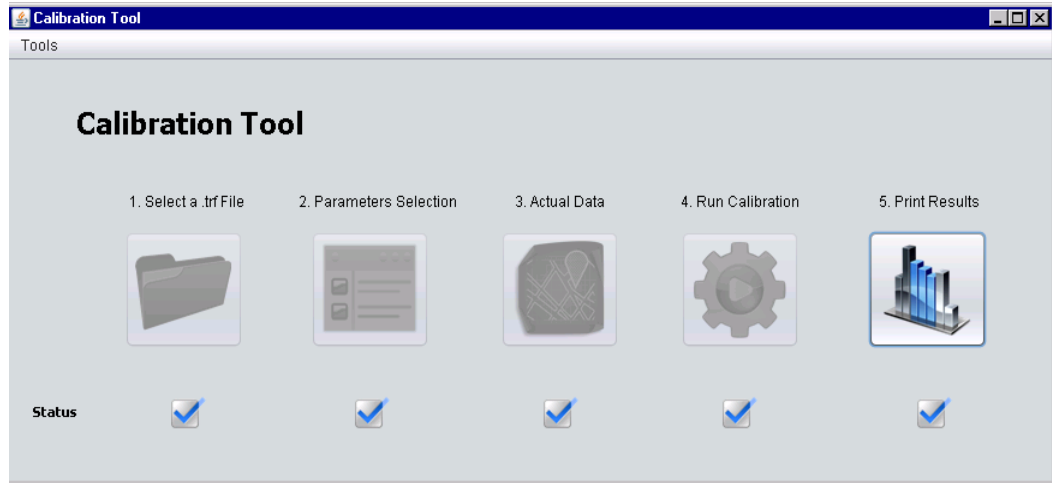 Calibration Tool
Tools
Calibration Tool
1. Select a .trf File
2. Parameters Selection
3. Actual Data
4. Run Calibration
5. Print Results
Status